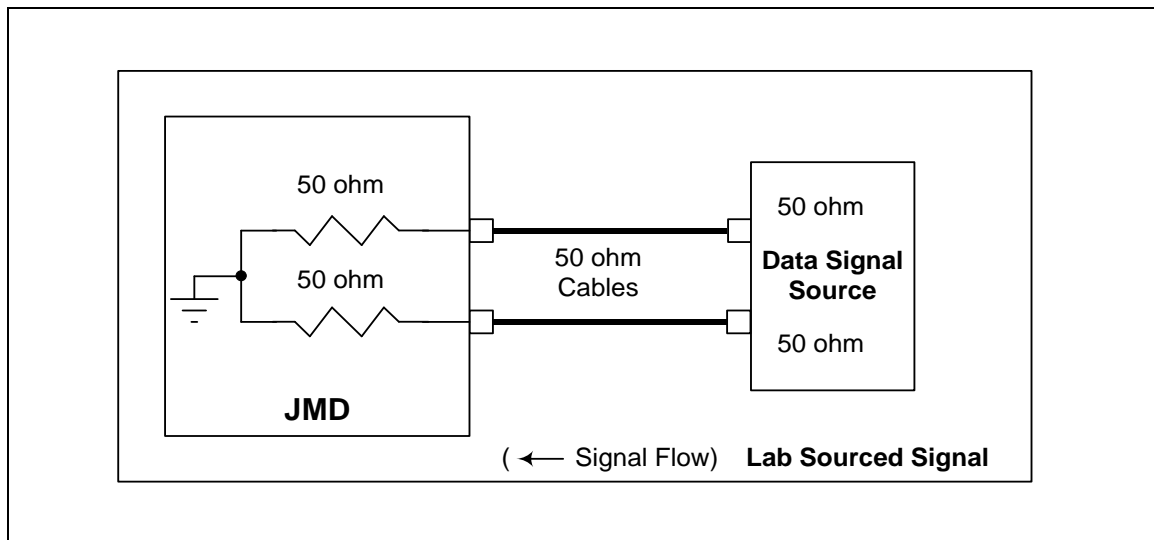 50 ohm
50 ohm
JMD
50 ohm
Cables
50 ohm
Data Signal
Source
50 ohm
( ← Signal Flow) Lab Sourced Signal